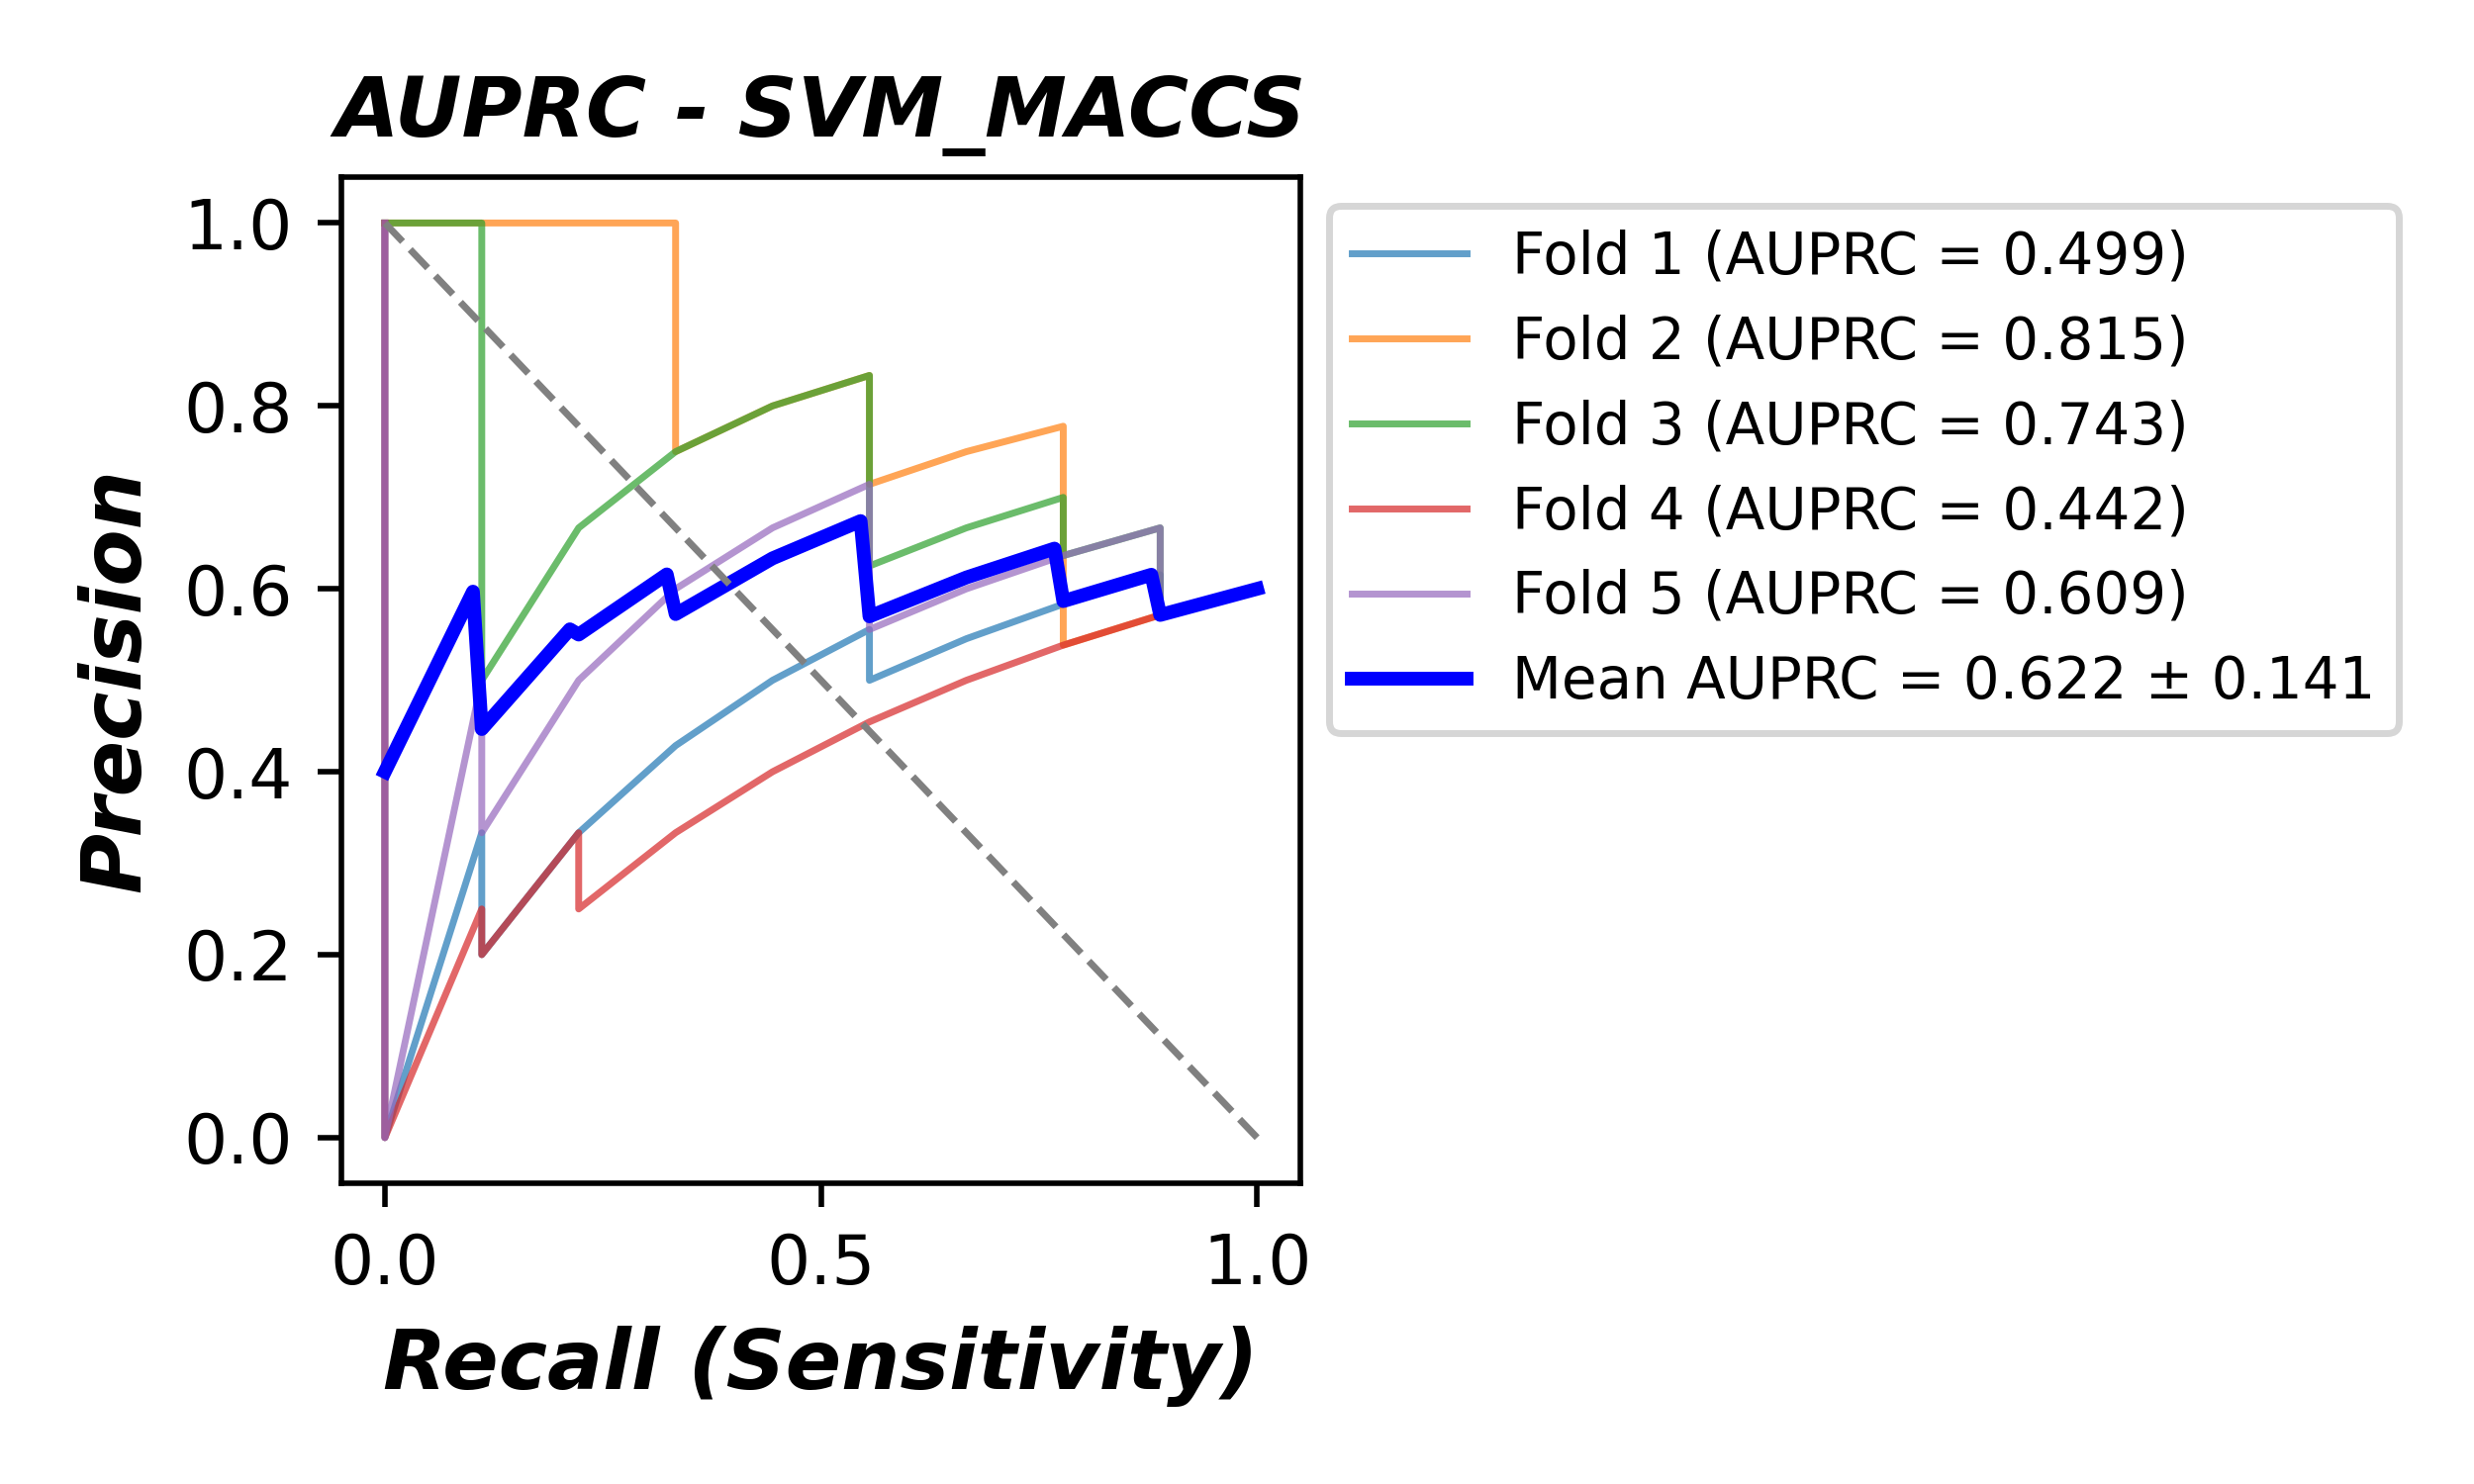 AUPRC - SVM_MACCS
Precision
1.0
0.8
0.6
0.4
0.2
0.0
0.0
0.5
1.0
Recall (Sensitivity)
Fold 1 (AUPRC = 0.499)
Fold 2 (AUPRC = 0.815)
Fold 3 (AUPRC = 0.743)
Fold 4 (AUPRC = 0.442)
Fold 5 (AUPRC = 0.609)
Mean AUPRC = 0.622 ± 0.141